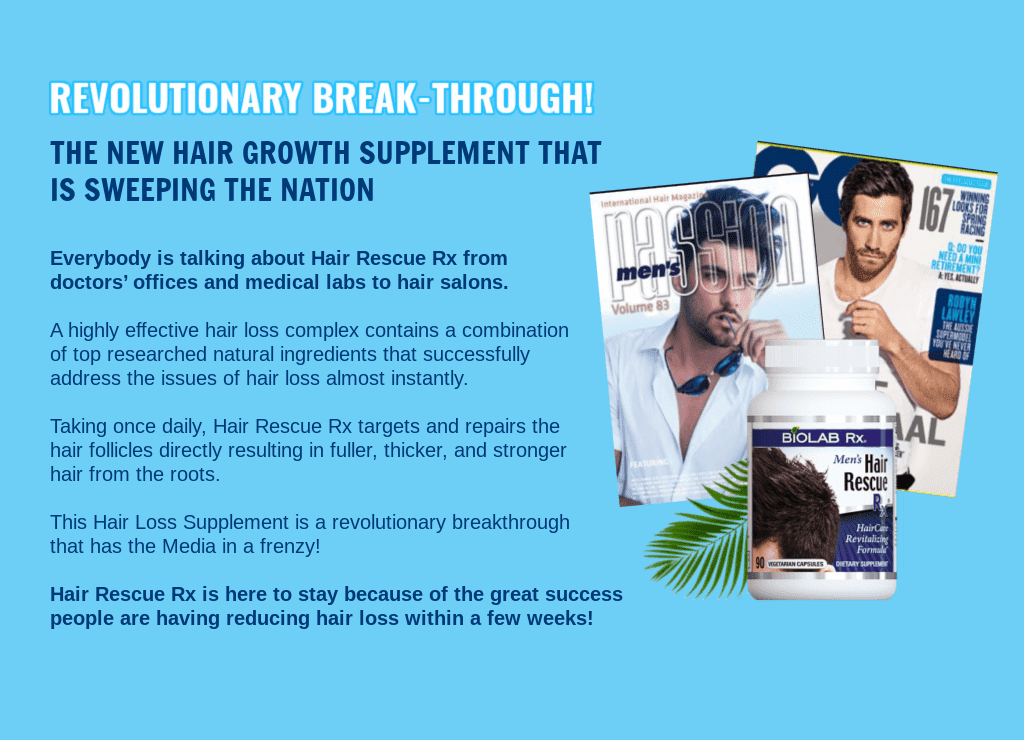 REVOLUTIONARY BREAK-THROUGH!
THE NEW HAIR GROWTH SUPPLEMENT THAT
IS SWEEPING THE NATION
Everybody is talking about Hair Rescue Rx from
doctors’ offices and medical labs to hair salons.
A highly effective hair loss complex contains a combination
of top researched natural ingredients that successfully
address the issues of hair loss almost instantly.
Taking once daily, Hair Rescue Rx targets and repairs the
hair follicles directly resulting in fuller, thicker, and stronger
hair from the roots.
This Hair Loss Supplement is a revolutionary breakthrough
that has the Media in a frenzy!
Hair Rescue Rx is here to stay because of the great success
people are having reducing hair loss within a few weeks!
International Hair Magazine
passion
men's
Volume 83
FEATURING
167
WINNING
LOOKS FOR
SPRING
RACING
Q: DO YOU
NEED A MINI
RETIREMENT?
A: YES, ACTUALLY
ROBYN
LAWLEY
THE AUSSIE
SUPERMODEL
YOU'VE NEVER
HEARD OF
AAL
BIOLAB Rx®
Men's Hair
Rescue
Rx
HairCare
Revitalizing
Formula
90 VEGETARIAN CAPSULES
DIETARY SUPPLEMENT